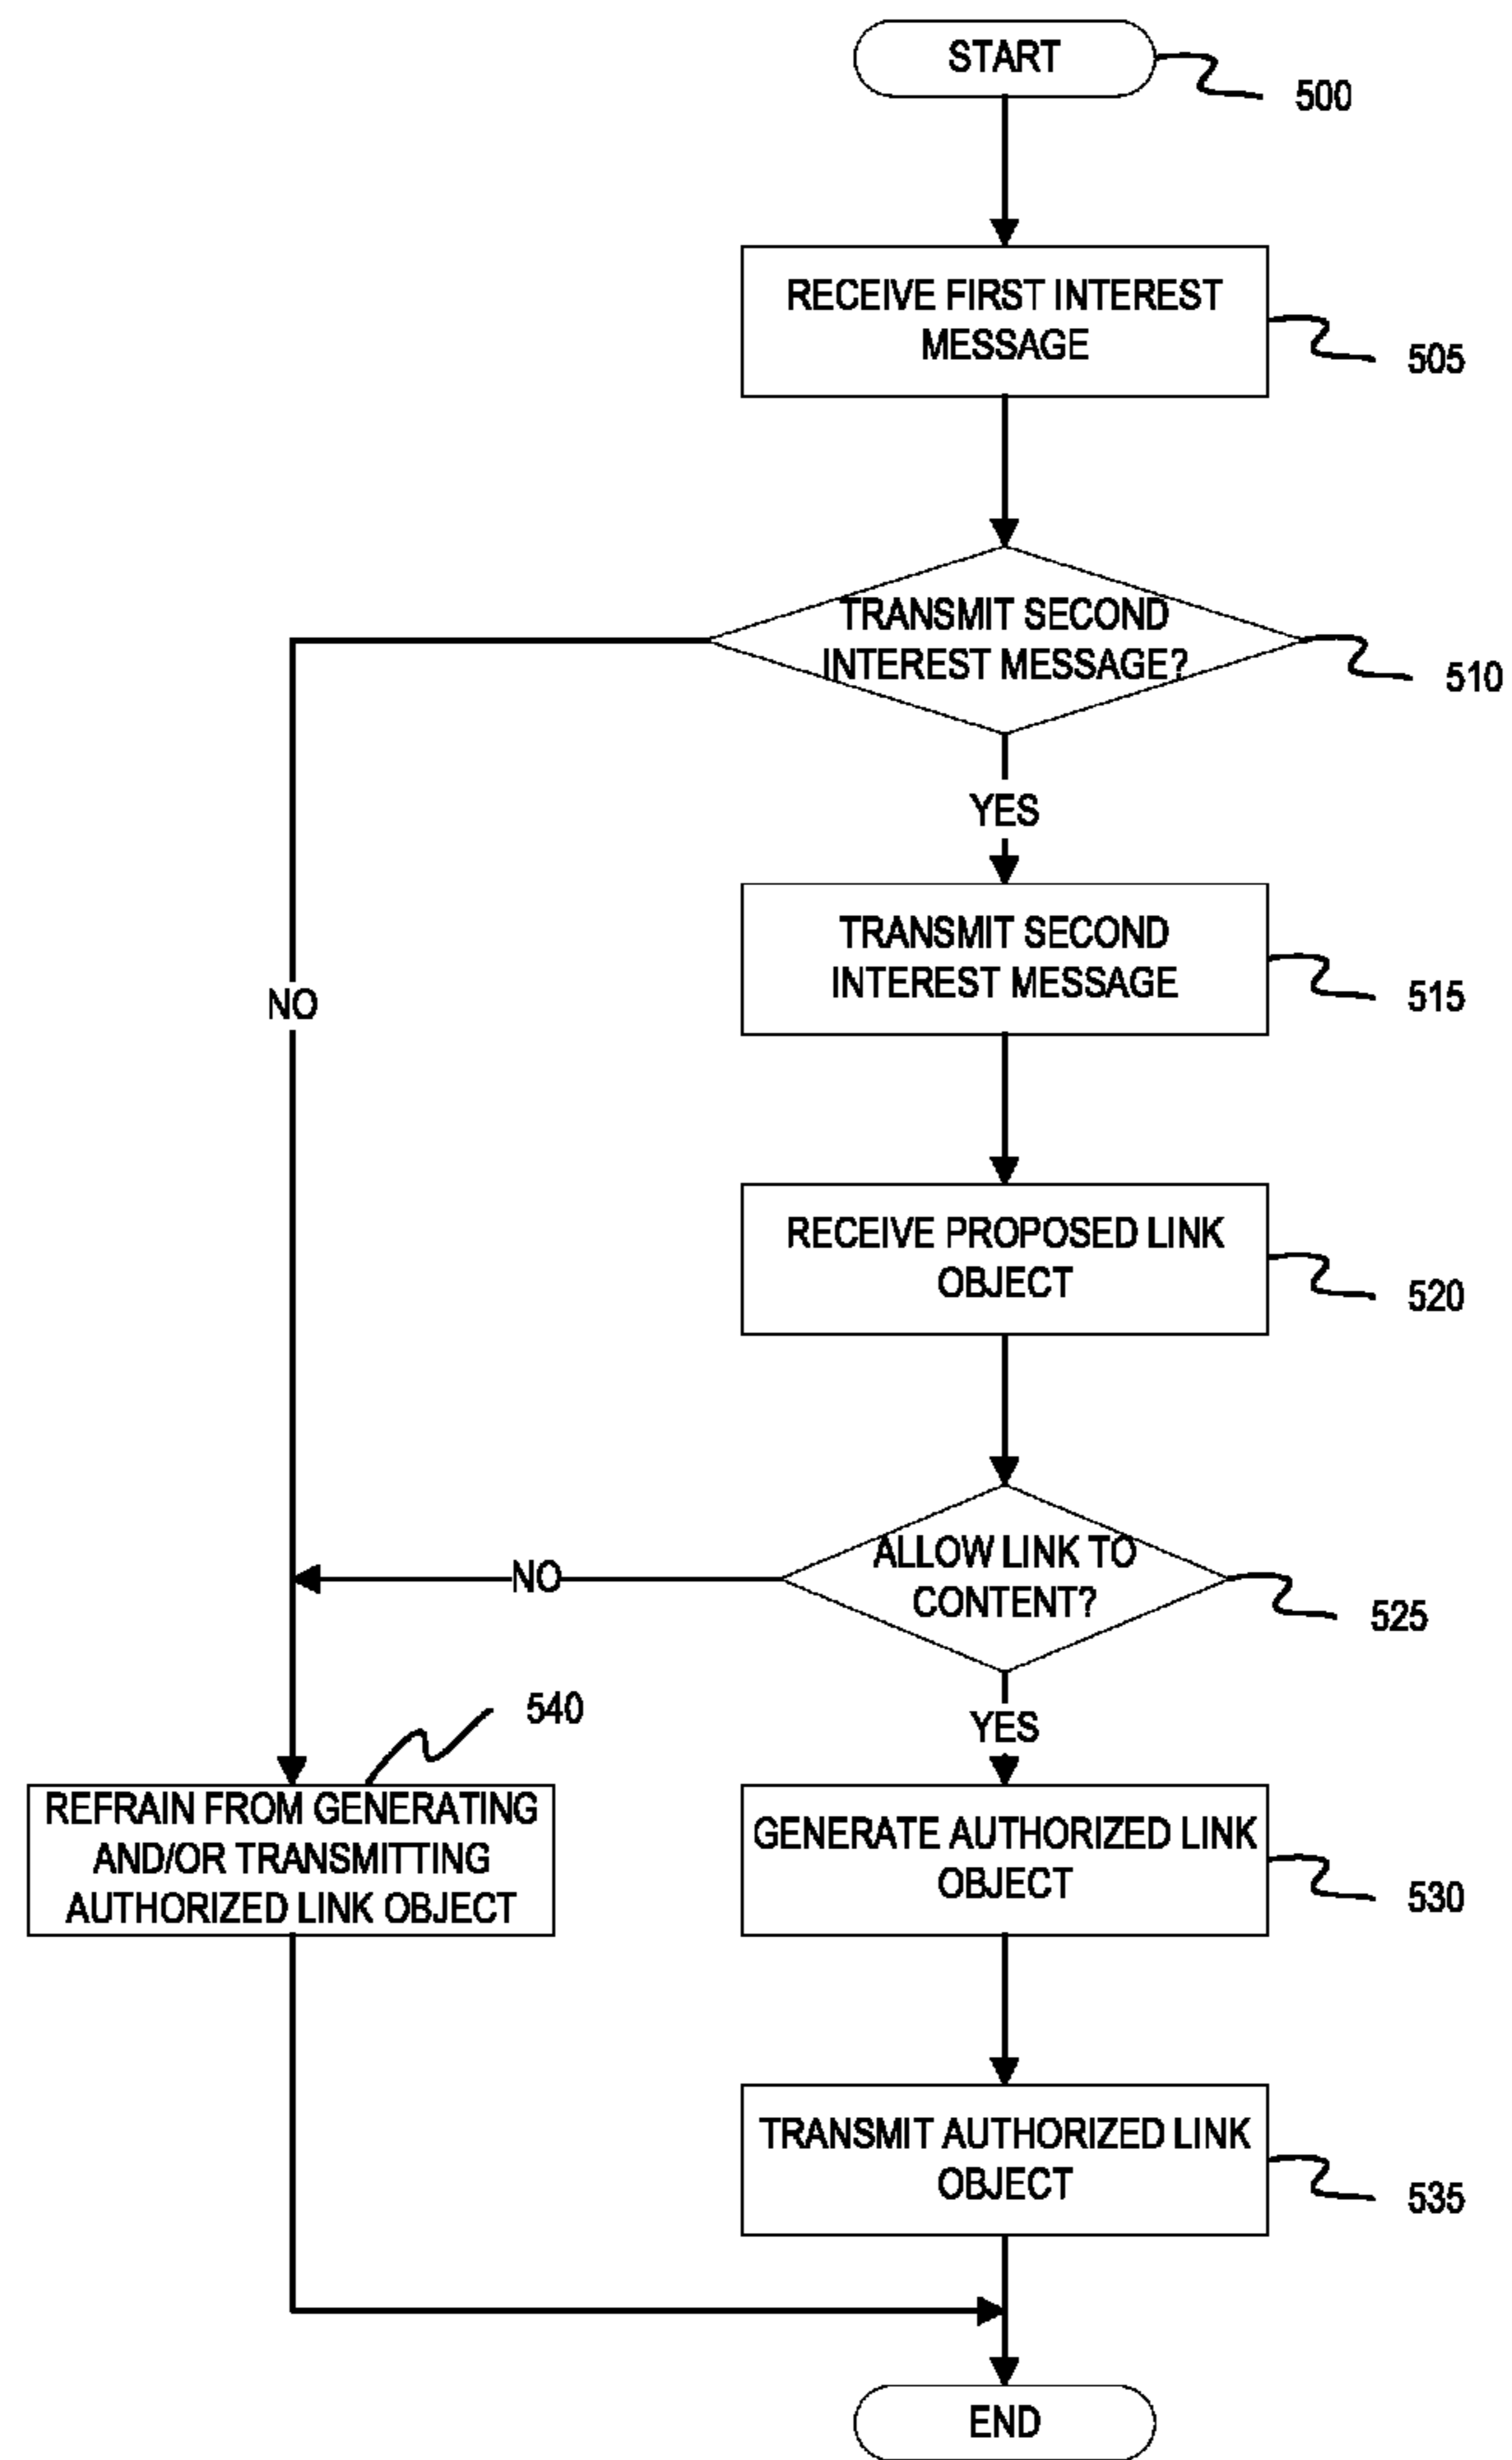 START
500
RECEIVE FIRST INTEREST
MESSAGE
505
TRANSMIT SECOND
INTEREST MESSAGE?
510
YES
NO
TRANSMIT SECOND
INTEREST MESSAGE
515
RECEIVE PROPOSED LINK
OBJECT
520
ALLOW LINK TO
CONTENT?
525
NO
YES
540
REFRAIN FROM GENERATING
AND/OR TRANSMITTING
AUTHORIZED LINK OBJECT
GENERATE AUTHORIZED LINK
OBJECT
530
TRANSMIT AUTHORIZED LINK
OBJECT
535
END